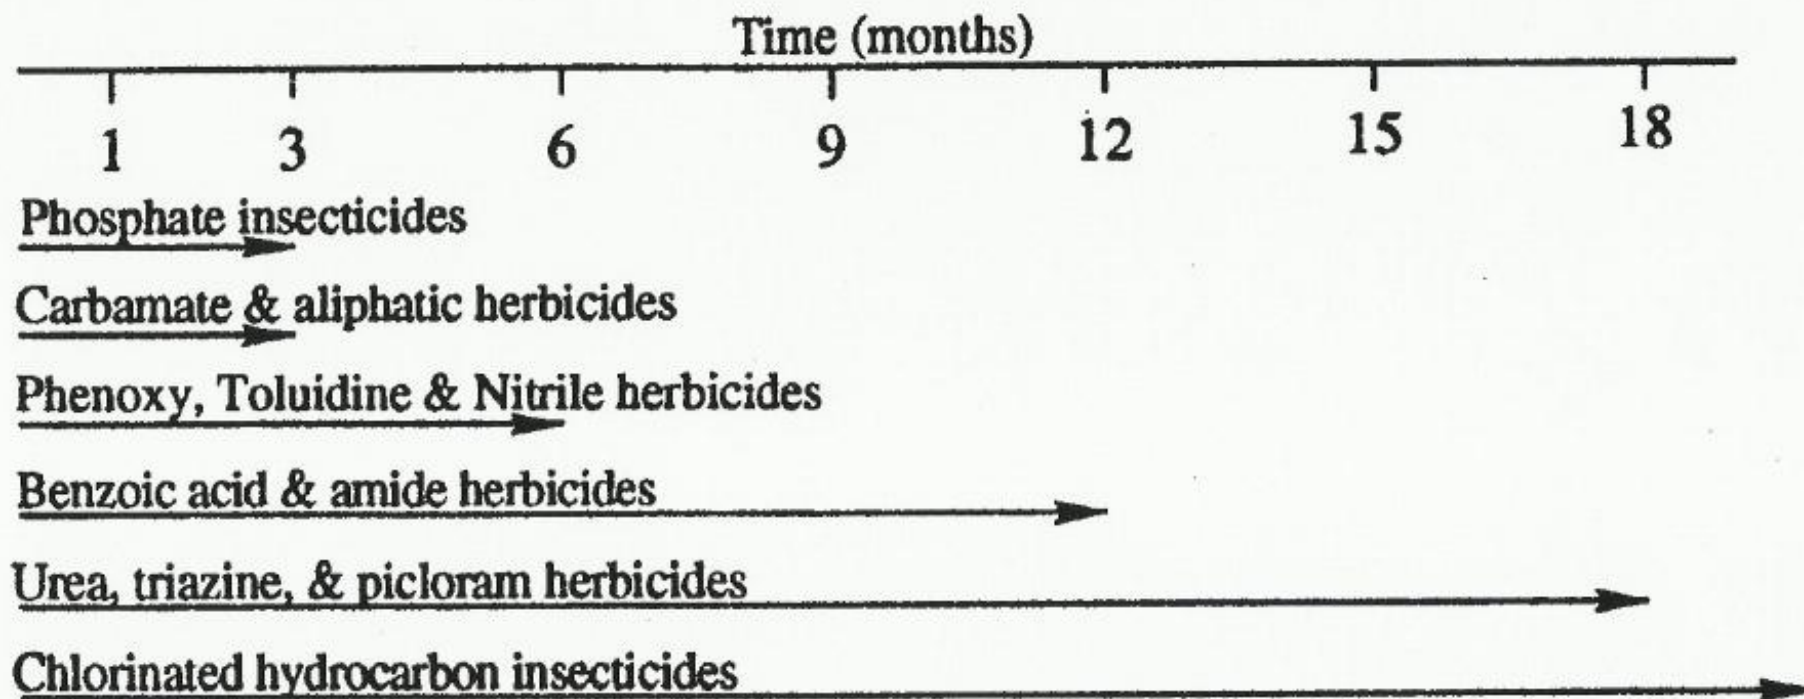 Time (months)
1 3 6 9 12 15 18
Phosphate insecticides
Carbamate & aliphatic herbicides
Phenoxy, Toluidine & Nitrile herbicides
Benzoic acid & amide herbicides
Urea, triazine, & picloram herbicides
Chlorinated hydrocarbon insecticides